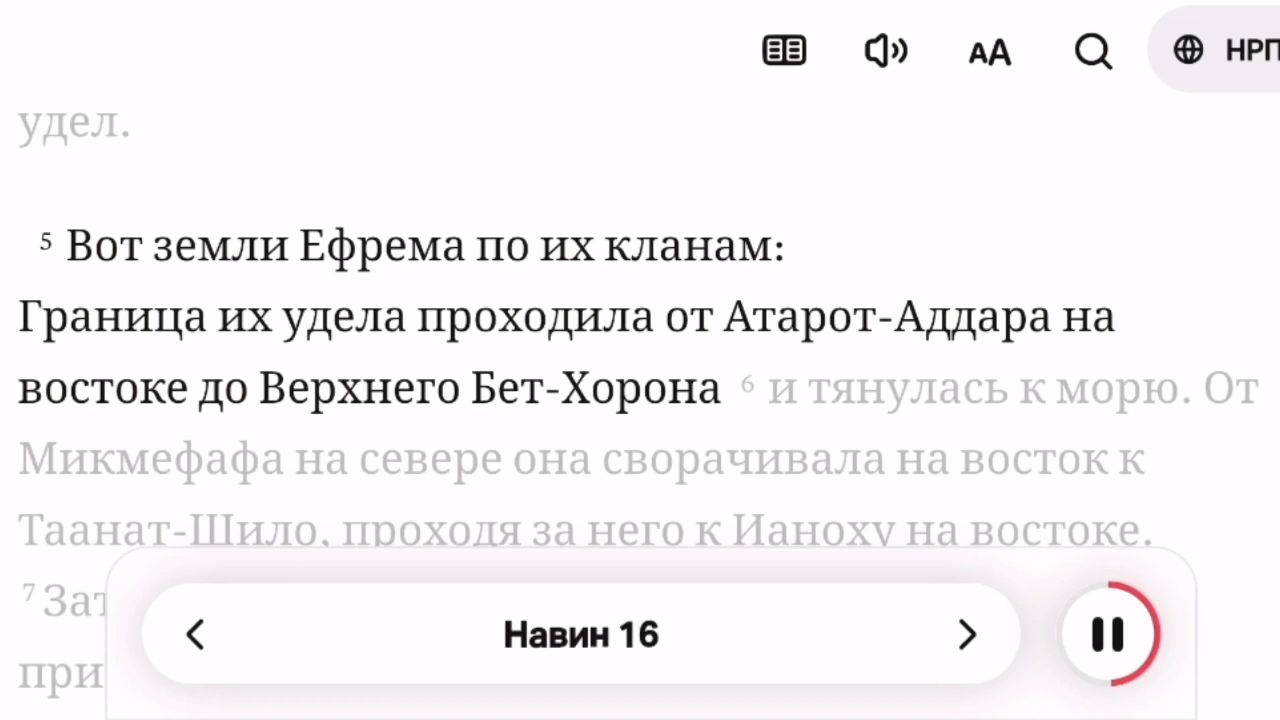 AA
НРП
удел.
5 Вот земли Ефрема по их кланам:
Граница их удела проходила от Атарот-Аддара на
востоке до Верхнего Бет-Хорона 6 и тянулась к морю. От
Микмефафа на севере она сворачивала на восток к
Таанат-Шило, проходя за него к Ианоху на востоке.
7
Навин 16